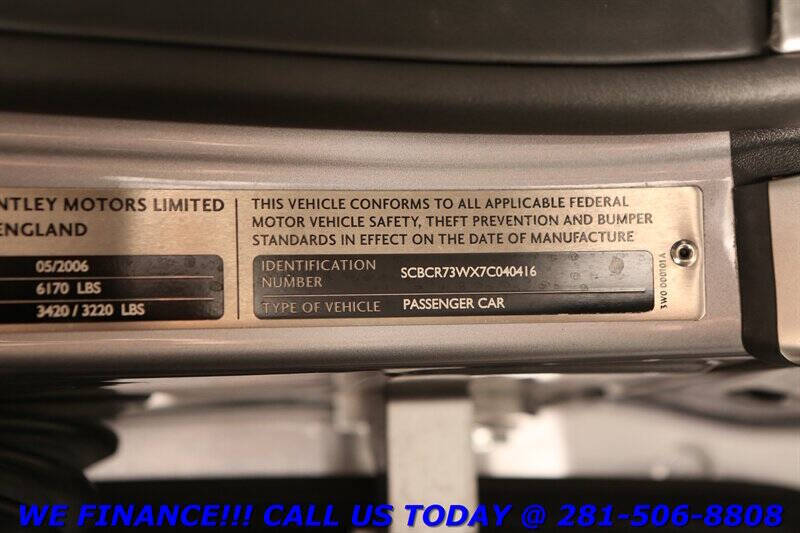 NTLEY MOTORS LIMITED
ENGLAND
05/2006
6170 LBS
3420 / 3220 LBS
THIS VEHICLE CONFORMS TO ALL APPLICABLE FEDERAL
MOTOR VEHICLE SAFETY, THEFT PREVENTION AND BUMPER
STANDARDS IN EFFECT ON THE DATE OF MANUFACTURE
IDENTIFICATION
NUMBER
SCBCR73WX7C040416
TYPE OF VEHICLE PASSENGER CAR
3W0 000101A
WE FINANCE!!! CALL US TODAY @ 281-506-8808